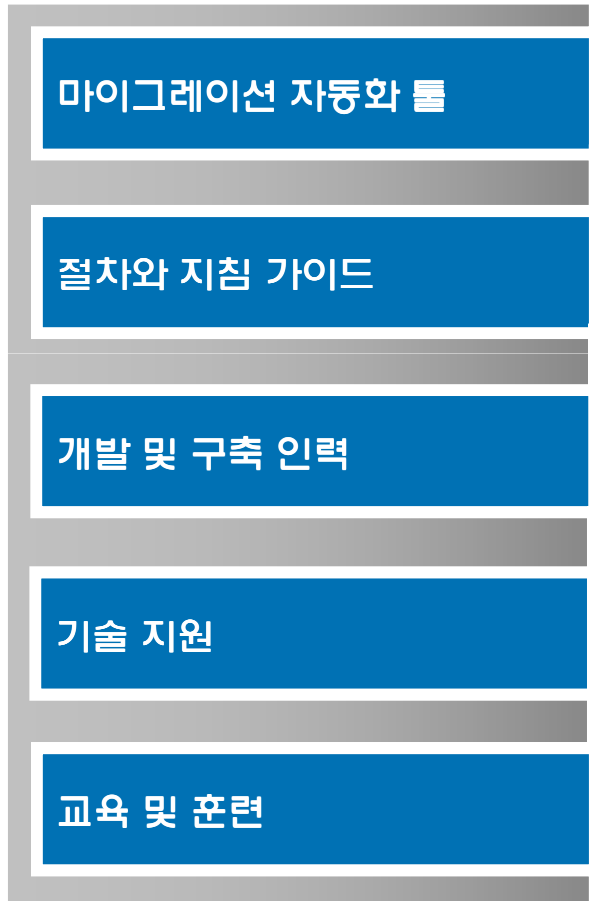 마이그레이션 자동화 툴
절차와 지침 가이드
개발 및 구축 인력
기술 지원
교육 및 훈련